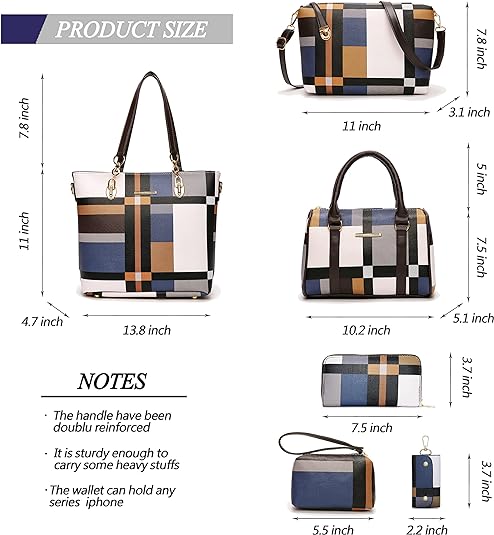 PRODUCT SIZE
7.8 inch
3.1 inch
11 inch
7.8 inch
11 inch
4.7 inch
13.8 inch
5 inch
7.5 inch
5.1 inch
10.2 inch
3.7 inch
7.5 inch
3.7 inch
5.5 inch
2.2 inch
NOTES
· The handle have been
doublu reinforced
· It is sturdy enough to
carry some heavy stuffs
· The wallet can hold any
series iphone